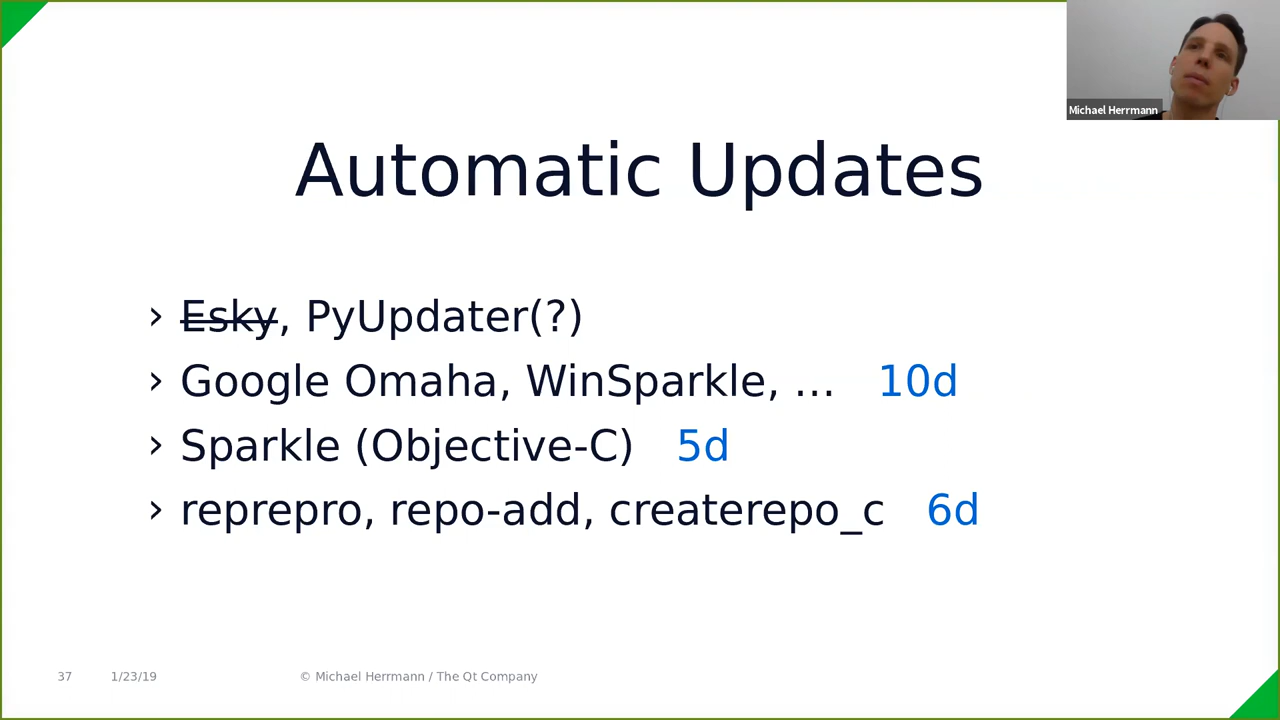 Michael Herrmann
Automatic Updates
› Esky, PyUpdater(?)
› Google Omaha, WinSparkle, ... 10d
› Sparkle (Objective-C) 5d
› reprepro, repo-add, createrepo_c 6d
37 1/23/19 © Michael Herrmann / The Qt Company